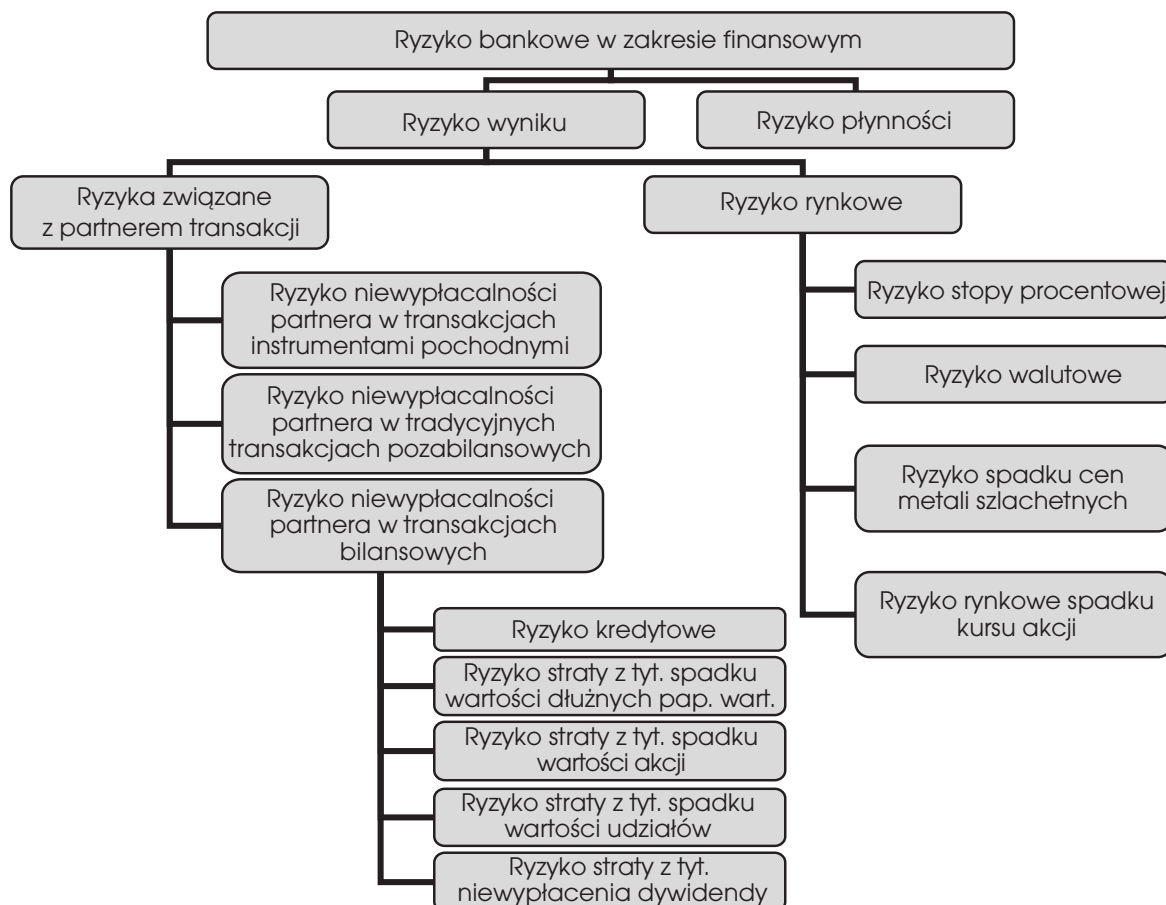 Ryzyko bankowe w zakresie finansowym
Ryzyko wyniku
Ryzyko płynności
Ryzyka związane
z partnerem transakcji
Ryzyko rynkowe
Ryzyko niewypłacalności
partnera w transakcjach
instrumentami pochodnymi
Ryzyko niewypłacalności
partnera w tradycyjnych
transakcjach pozabilansowych
Ryzyko niewypłacalności
partnera w transakcjach
bilansowych
Ryzyko kredytowe
Ryzyko straty z tyt. spadku
wartości dłużnych pap. wart.
Ryzyko straty z tyt. spadku
wartości akcji
Ryzyko straty z tyt. spadku
wartości udziałów
Ryzyko straty z tyt.
niewypłacenia dywidendy
Ryzyko stopy procentowej
Ryzyko walutowe
Ryzyko spadku cen
metali szlachetnych
Ryzyko rynkowe spadku
kursu akcji